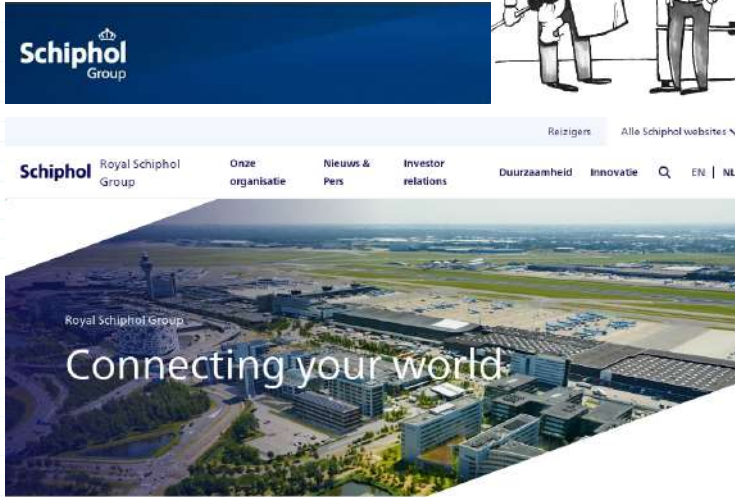 Schiphol
Group
Reizigers Alle Schiphol websites
Schiphol Royal Schiphol Group Onze organisatie Nieuws & Pers Investor relations Duurzaamheid Innovatie EN | NL
Royal Schiphol Group
Connecting your world